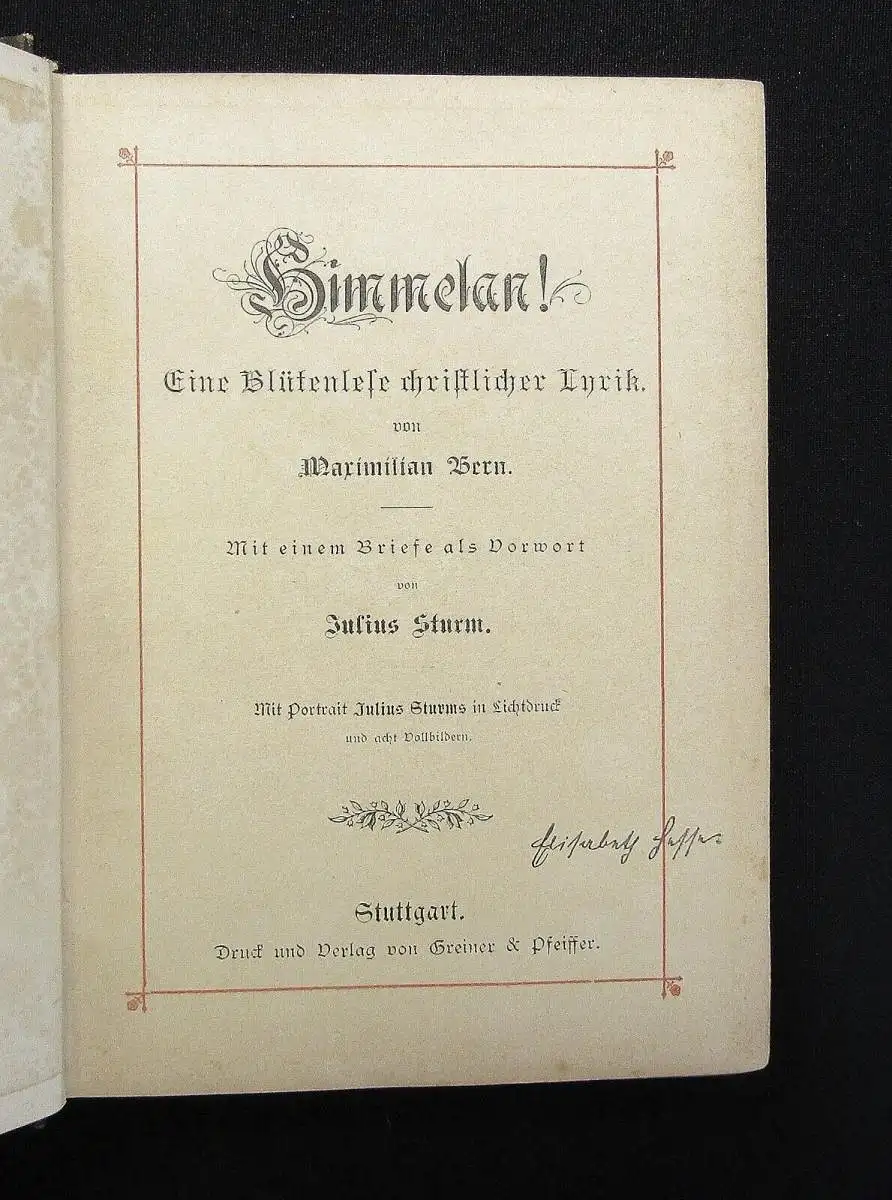 Himmelan!
Eine Blütenlese christlicher Lyrik.
von
Maximilian Bern.
Mit einem Briefe als Vorwort
von
Julius Sturm.
Mit Portrait Julius Sturms in Lichtdruck
und acht Vollbildern.
Elisabeth
Stuttgart.
Druck und Verlag von Greiner & Pfeiffer.